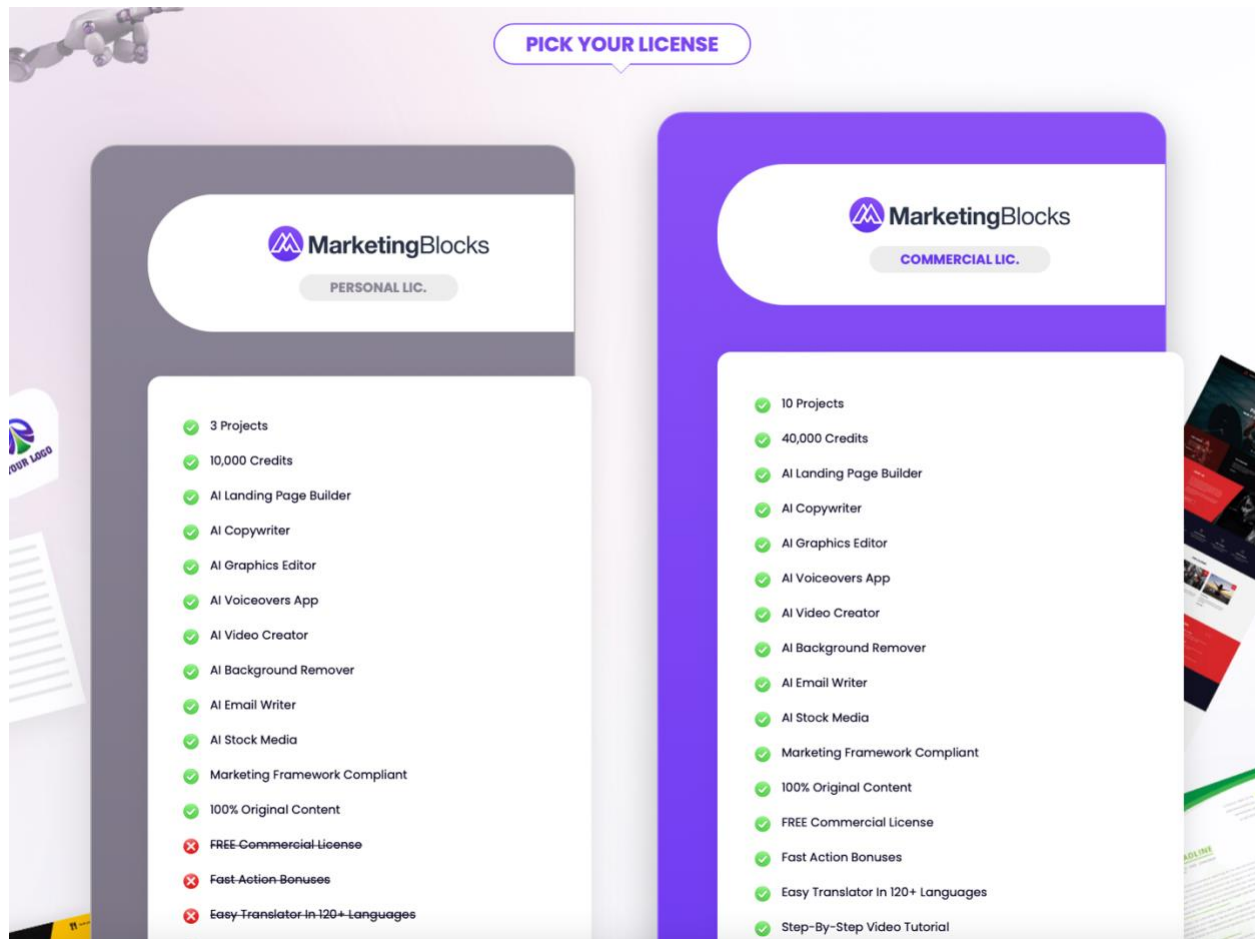 PICK YOUR LICENSE
MarketingBlocks
PERSONAL LIC.
3 Projects
10,000 Credits
AI Landing Page Builder
AI Copywriter
AI Graphics Editor
AI Voiceovers App
AI Video Creator
AI Background Remover
AI Email Writer
AI Stock Media
Marketing Framework Compliant
100% Original Content
FREE Commercial License
Fast Action Bonuses
Easy Translator In 120+ Languages
MarketingBlocks
COMMERCIAL LIC.
10 Projects
40,000 Credits
AI Landing Page Builder
AI Copywriter
AI Graphics Editor
AI Voiceovers App
AI Video Creator
AI Background Remover
AI Email Writer
AI Stock Media
Marketing Framework Compliant
100% Original Content
FREE Commercial License
Fast Action Bonuses
Easy Translator In 120+ Languages
Step-By-Step Video Tutorial
OUR LOGO
ADLINE